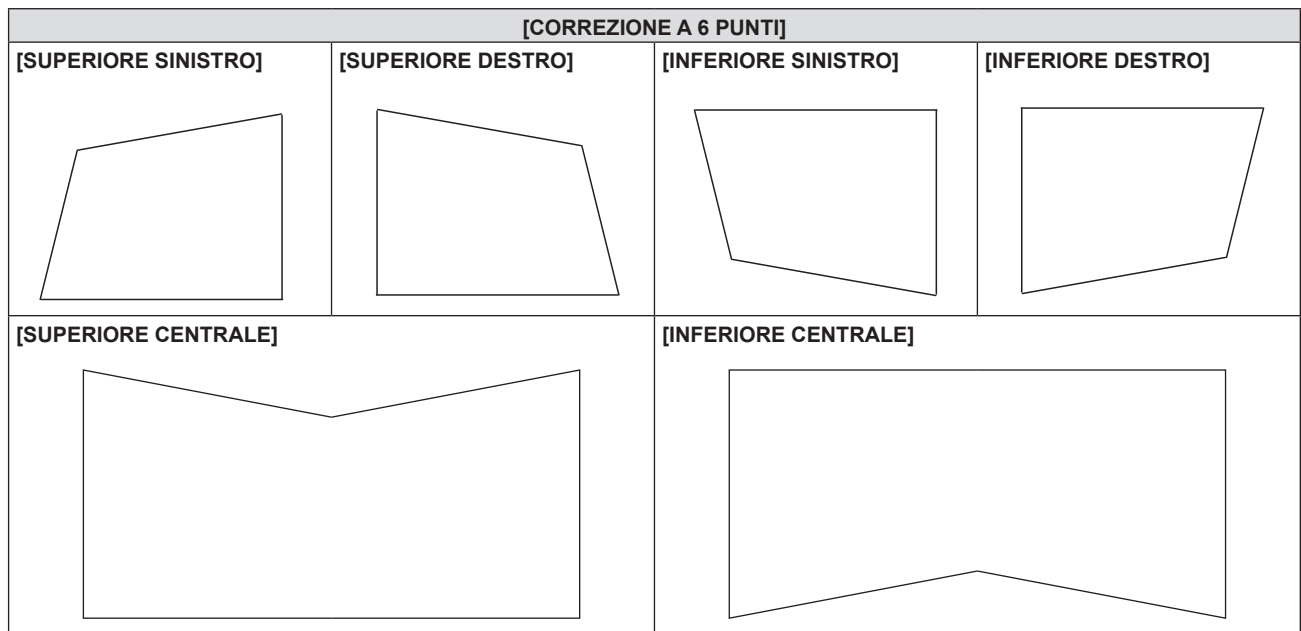 [CORREZIONE A 6 PUNTI]
[SUPERIORE SINISTRO]
[SUPERIORE DESTRO]
[INFERIORE SINISTRO]
[INFERIORE DESTRO]
[SUPERIORE CENTRALE]
[INFERIORE CENTRALE]